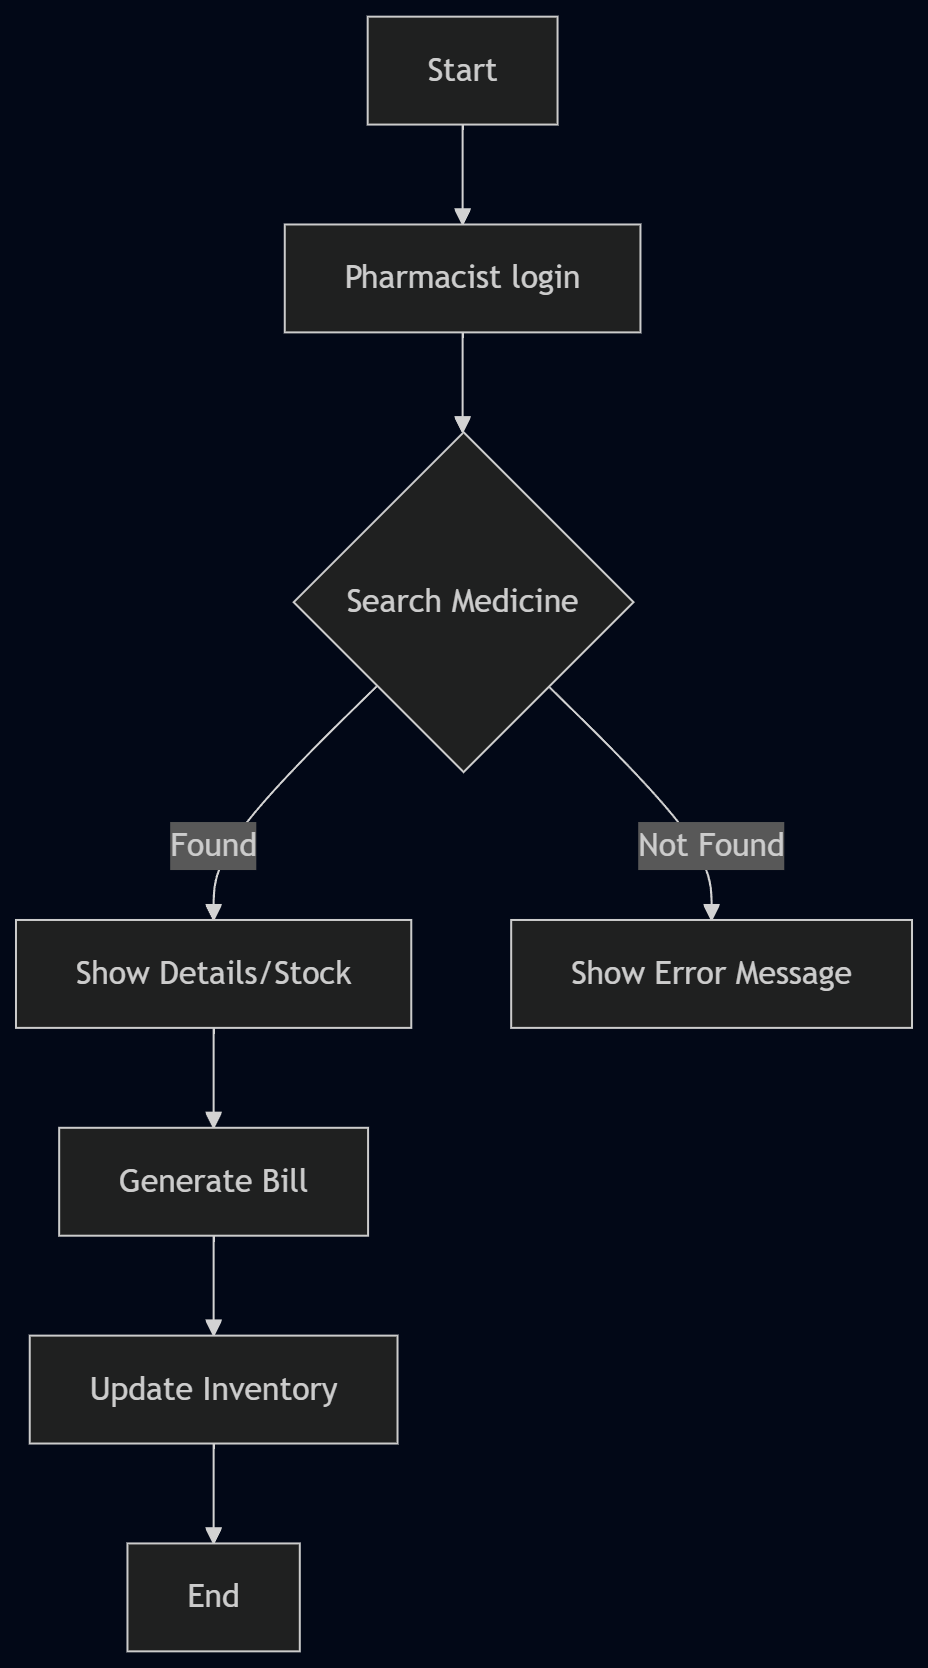 Start
Pharmacist login
Search Medicine
Found
Not Found
Show Details/Stock
Show Error Message
Generate Bill
Update Inventory
End